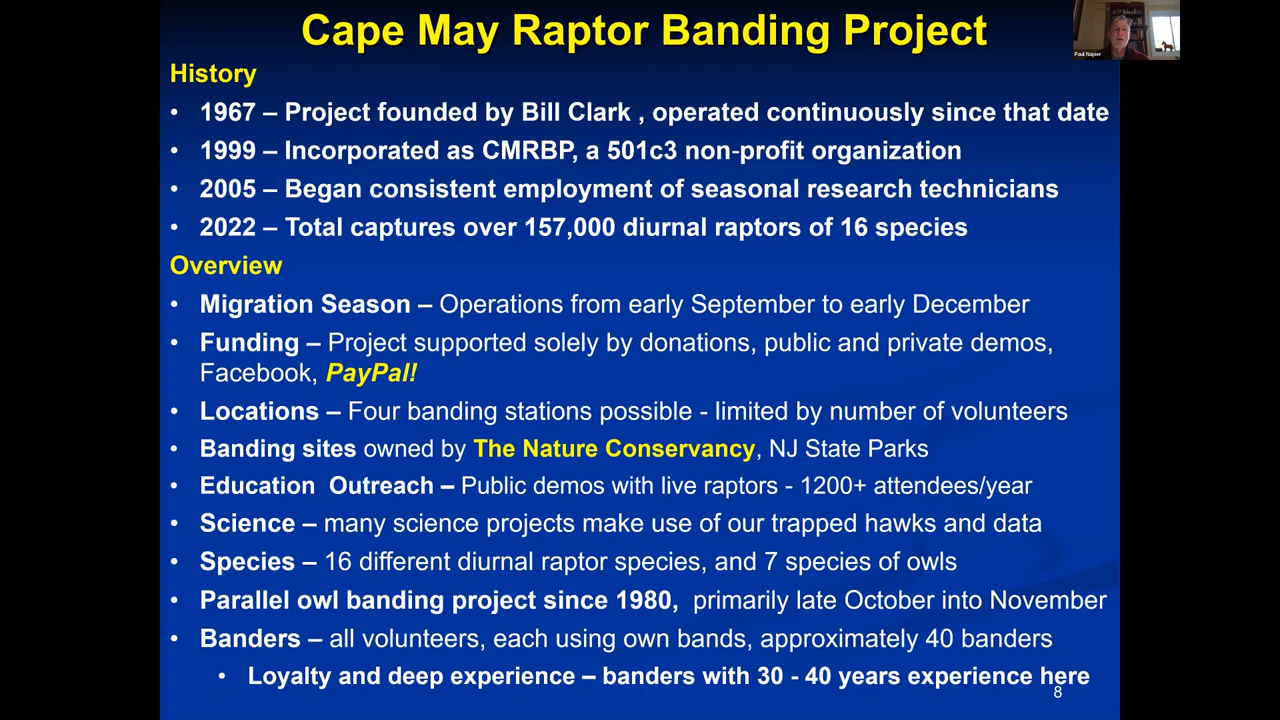 Cape May Raptor Banding Project
Paul Napier
History
• 1967 – Project founded by Bill Clark , operated continuously since that date
• 1999 – Incorporated as CMRBP, a 501c3 non-profit organization
• 2005 – Began consistent employment of seasonal research technicians
• 2022 – Total captures over 157,000 diurnal raptors of 16 species
Overview
• Migration Season – Operations from early September to early December
• Funding – Project supported solely by donations, public and private demos,
Facebook, PayPal!
• Locations – Four banding stations possible - limited by number of volunteers
• Banding sites owned by The Nature Conservancy, NJ State Parks
• Education  Outreach – Public demos with live raptors - 1200+ attendees/year
• Science – many science projects make use of our trapped hawks and data
• Species – 16 different diurnal raptor species, and 7 species of owls
• Parallel owl banding project since 1980,  primarily late October into November
• Banders – all volunteers, each using own bands, approximately 40 banders
• Loyalty and deep experience – banders with 30 - 40 years experience here
8